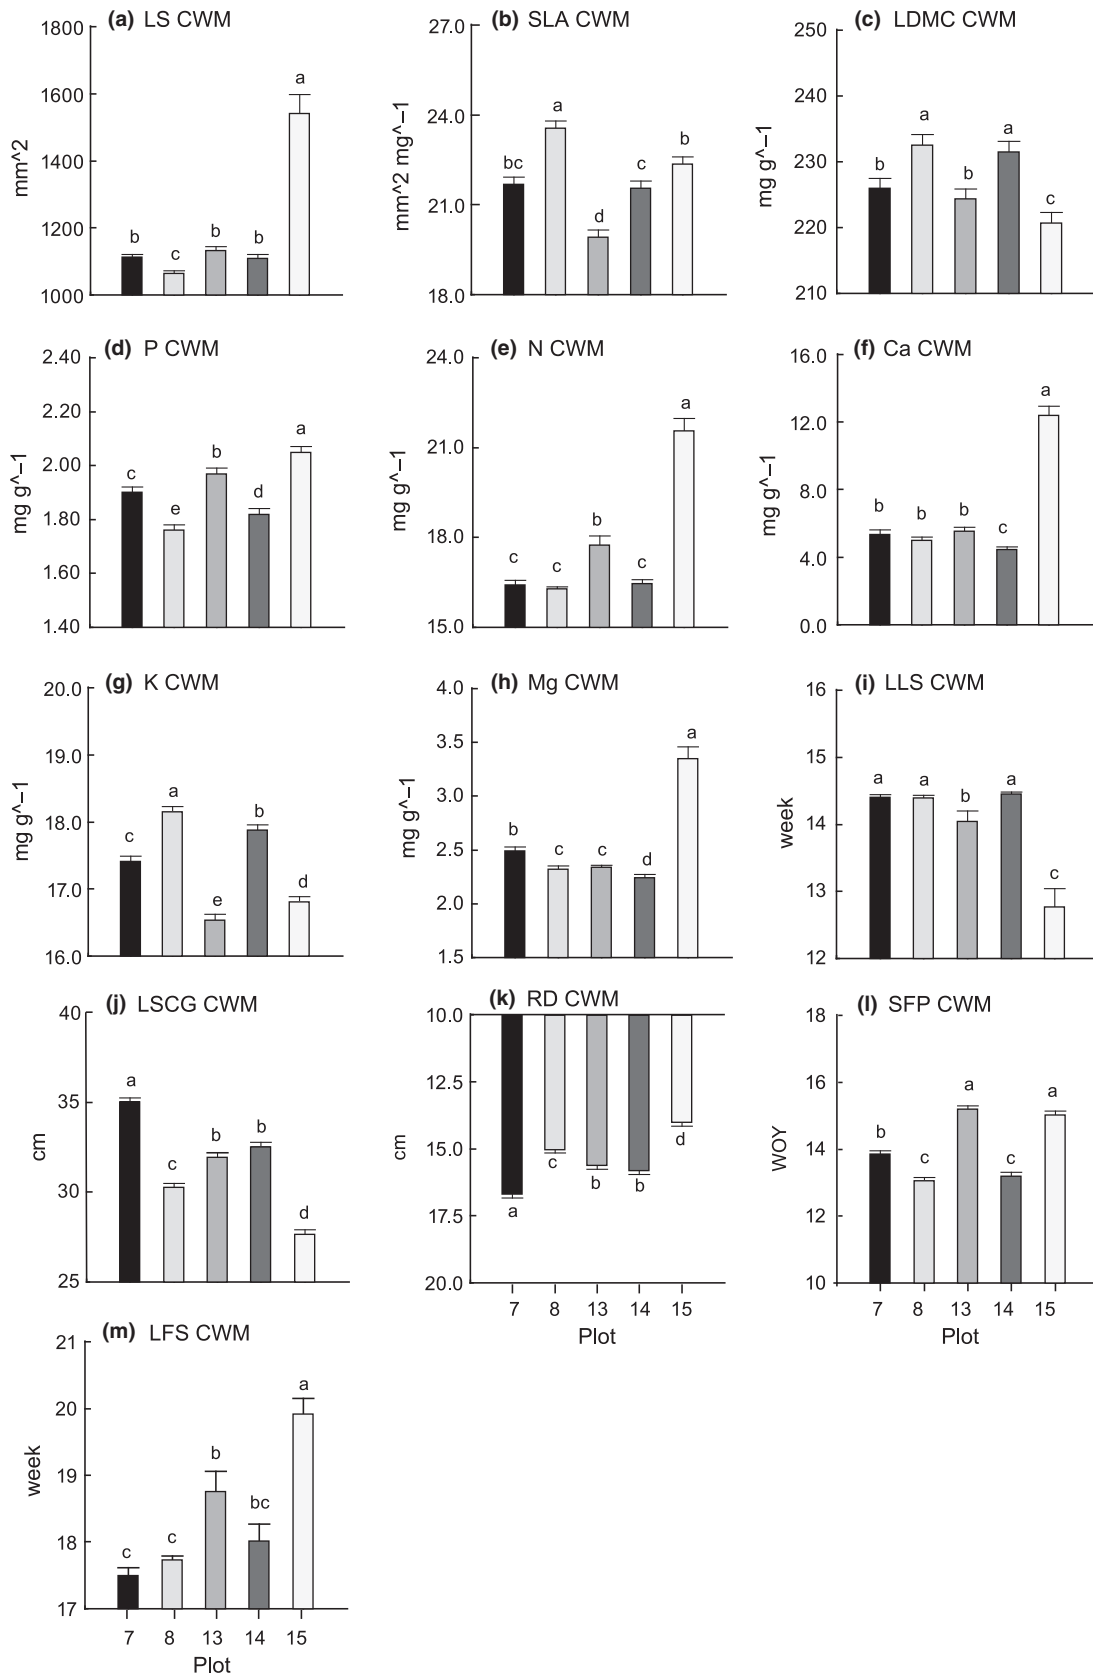 (a) LS CWM
1800
1600
1400
1200
1000
mm^2
b
c
b
b
a
(b) SLA CWM
27.0
24.0
21.0
18.0
mm^2 mg^–1
bc
a
d
c
b
(c) LDMC CWM
250
240
230
220
210
mg g^–1
b
a
b
a
c
(d) P CWM
2.40
2.20
2.00
1.80
1.60
1.40
mg g^–1
c
e
b
d
a
(e) N CWM
24.0
21.0
18.0
15.0
mg g^–1
c
c
b
c
a
(f) Ca CWM
16.0
12.0
8.0
4.0
0.0
mg g^–1
b
b
b
c
a
(g) K CWM
20.0
19.0
18.0
17.0
16.0
mg g^–1
c
a
e
b
d
(h) Mg CWM
4.0
3.5
3.0
2.5
2.0
1.5
mg g^–1
b
c
c
d
a
(i) LLS CWM
16
15
14
13
12
week
a
a
b
a
c
(j) LSCG CWM
40
35
30
25
cm
a
c
b
b
d
(k) RD CWM
10.0
12.5
15.0
17.5
20.0
cm
a
c
b
b
d
7 8 13 14 15
Plot
(l) SFP CWM
18
16
14
12
10
WOY
b
c
a
c
a
7 8 13 14 15
Plot
(m) LFS CWM
21
20
19
18
17
week
c
c
b
bc
a
7 8 13 14 15
Plot